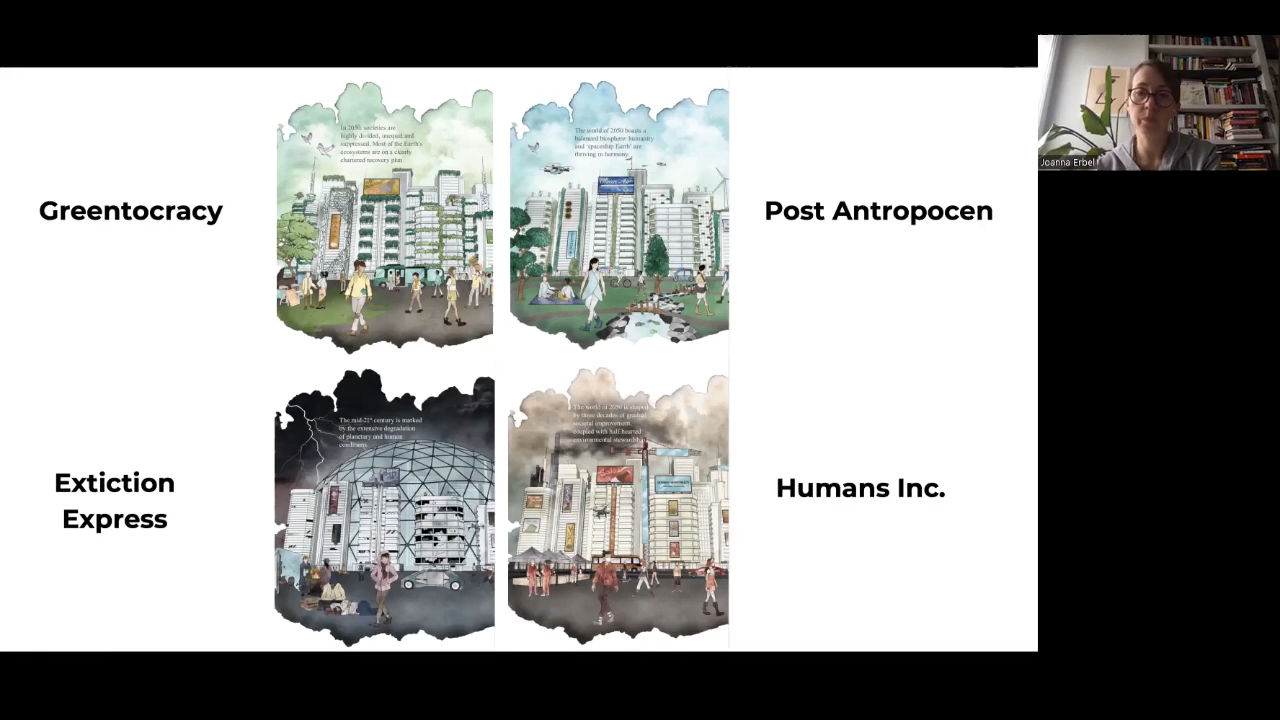 Greentocracy
In 2050, societies are
highly divided, unequal and
suppressed. Most of the Earth's
ecosystems are on a clearly
chartered recovery plan
The world of 2050 boasts a
balanced biosphere: humanity
and 'spaceship Earth' are
thriving in harmony.
Post Antropocen
Extiction
Express
The mid-21st century is marked
by the extensive degradation
of planetary and human
conditions.
The world of 2050 is shaped
by three decades of gradual
societal improvement,
coupled with half-hearted
environmental stewardship.
Humans Inc.
Joanna Erbel